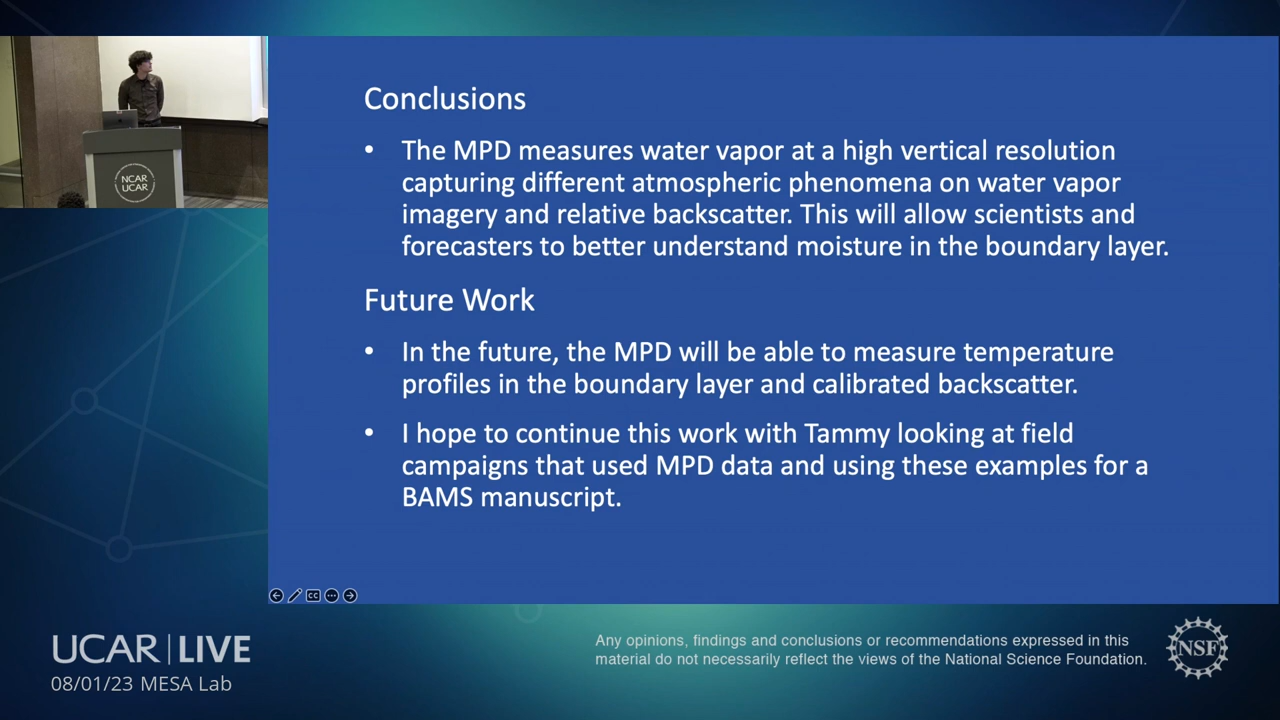 NCAR
UCAR
Conclusions
• The MPD measures water vapor at a high vertical resolution
capturing different atmospheric phenomena on water vapor
imagery and relative backscatter. This will allow scientists and
forecasters to better understand moisture in the boundary layer.
Future Work
• In the future, the MPD will be able to measure temperature
profiles in the boundary layer and calibrated backscatter.
• I hope to continue this work with Tammy looking at field
campaigns that used MPD data and using these examples for a
BAMS manuscript.
CC
UCAR | LIVE
08/01/23 MESA Lab
Any opinions, findings and conclusions or recommendations expressed in this
material do not necessarily reflect the views of the National Science Foundation.
NSF